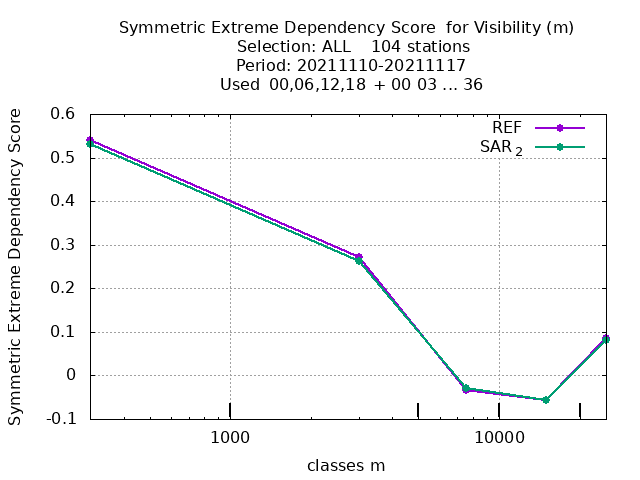 Symmetric Extreme Dependency Score  for Visibility (m)
Selection: ALL    104 stations
Period: 20211110-20211117
Used  00,06,12,18  + 00 03 ... 36
REF
SAR 2
Symmetric Extreme Dependency Score
0.6
0.5
0.4
0.3
0.2
0.1
0
-0.1
1000
10000
classes m